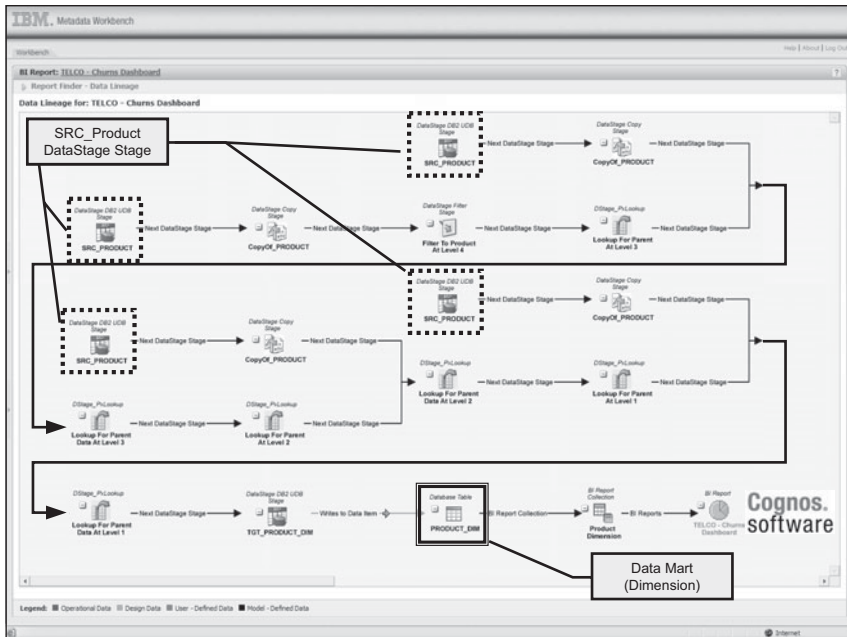 IBM. Metadata Workbench
Workbench
Help | About | Log Out
BI Report: TELCO - Churns Dashboard
?
Report Finder - Data Lineage
Data Lineage for: TELCO - Churns Dashboard
SRC_Product
DataStage Stage
DataStage DB2 UDB
Stage
SRC_PRODUCT
Next DataStage Stage
DataStage Copy
Stage
CopyOf_PRODUCT
Next DataStage Stage
DataStage DB2 UDB
Stage
SRC_PRODUCT
Next DataStage Stage
DataStage Copy
Stage
CopyOf_PRODUCT
Next DataStage Stage
DataStage Filter
Stage
Filter To Product
At Level 4
Next DataStage Stage
DStage_PxLookup
Lookup For Parent
At Level 3
Next DataStage Stage
DataStage DB2 UDB
Stage
SRC_PRODUCT
Next DataStage Stage
DataStage Copy
Stage
CopyOf_PRODUCT
Next DataStage Stage
DataStage DB2 UDB
Stage
SRC_PRODUCT
Next DataStage Stage
DataStage Copy
Stage
CopyOf_PRODUCT
Next DataStage Stage
DStage_PxLookup
Lookup For Parent
Data At Level 2
Next DataStage Stage
DStage_PxLookup
Lookup For Parent
At Level 1
Next DataStage Stage
DStage_PxLookup
Lookup For Parent
Data At Level 3
Next DataStage Stage
DStage_PxLookup
Lookup For Parent
At Level 2
Next DataStage Stage
DStage_PxLookup
Lookup For Parent
Data At Level 1
Next DataStage Stage
DataStage DB2 UDB
Stage
TGT_PRODUCT_DIM
Writes to Data Item
Database Table
PRODUCT_DIM
BI Report Collection
BI Report
Collection
Product
Dimension
BI Reports
BI Report
TELCO - Churns
Dashboard
Cognos.
software
Data Mart
(Dimension)
Legend: Operational Data Design Data User - Defined Data Model - Defined Data
Internet